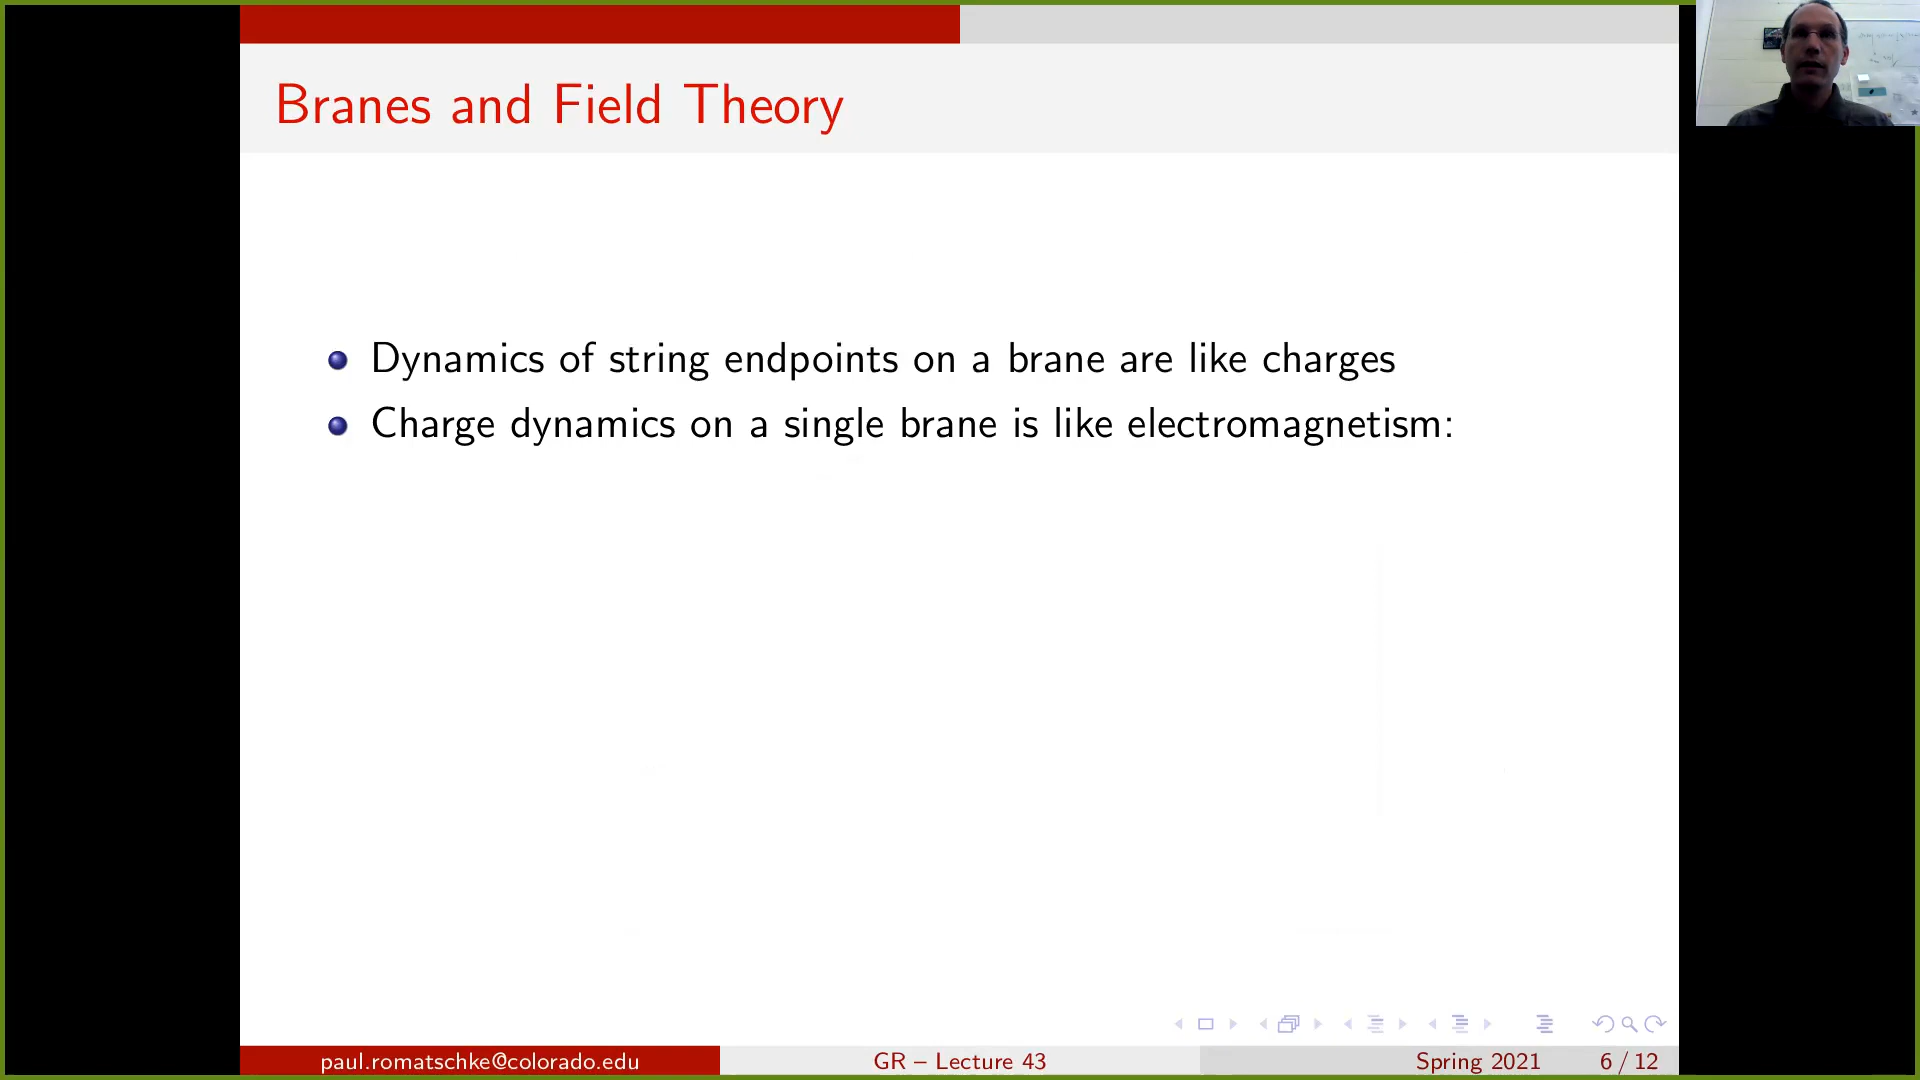 Branes and Field Theory
Dynamics of string endpoints on a brane are like charges
Charge dynamics on a single brane is like electromagnetism:
paul.romatschke@colorado.edu
GR – Lecture 43
Spring 2021
6 / 12